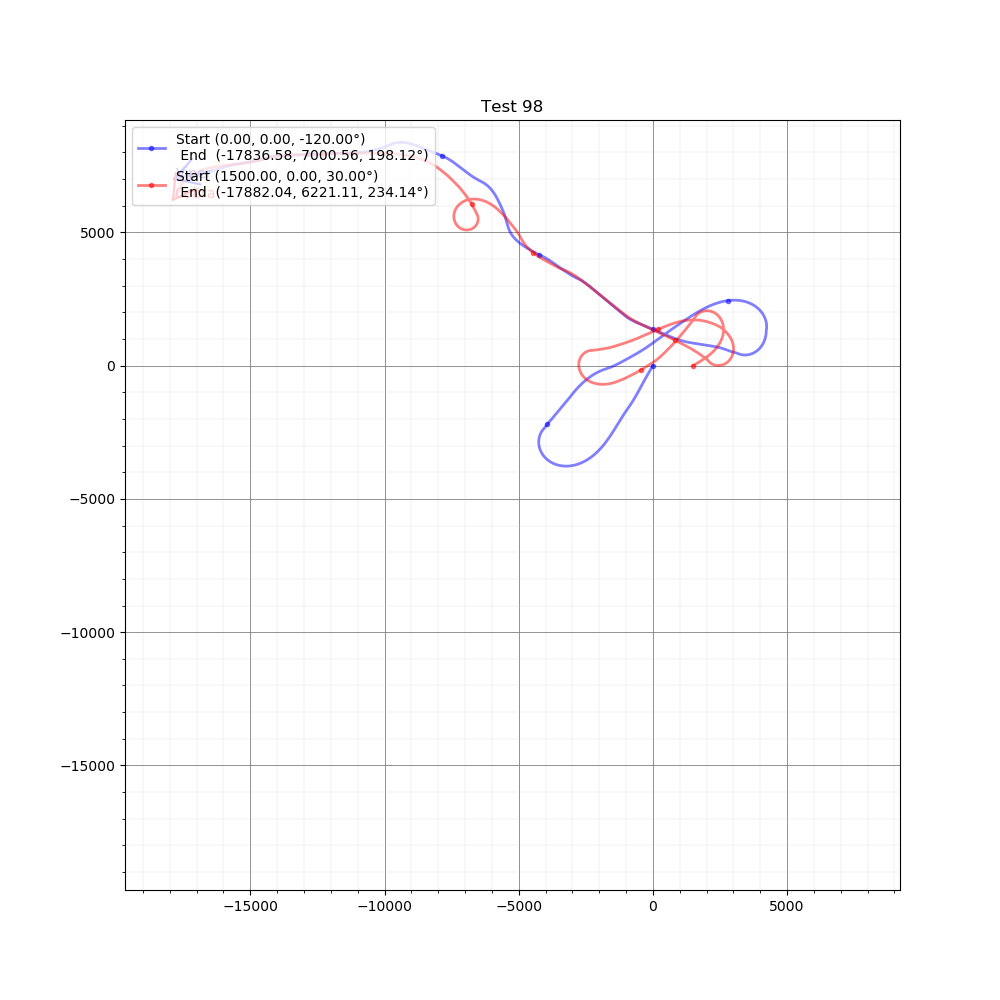 Test 98
Start (0.00, 0.00, -120.00°)
End  (-17836.58, 7000.56, 198.12°)
Start (1500.00, 0.00, 30.00°)
End  (-17882.04, 6221.11, 234.14°)
5000
0
−5000
−10000
−15000
−15000
−10000
−5000
0
5000